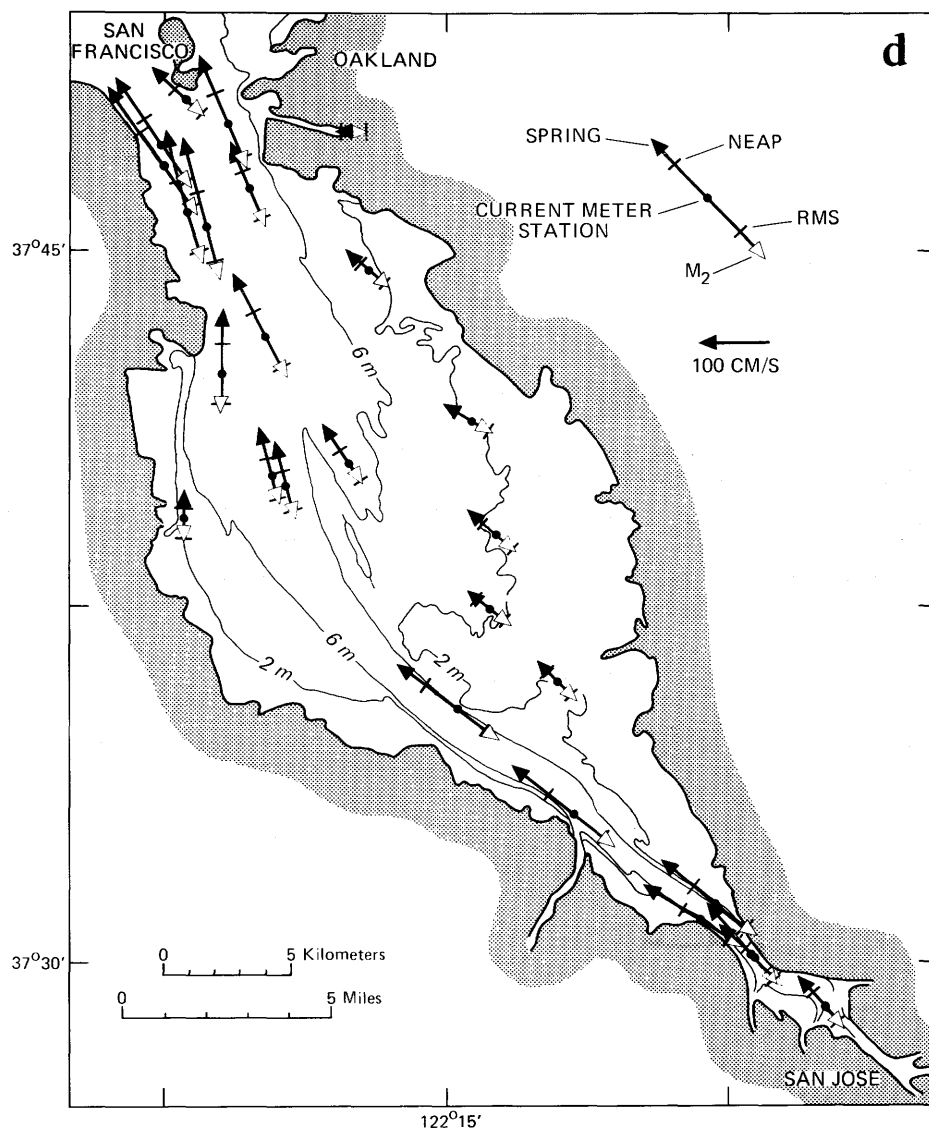 SAN
FRANCISCO
OAKLAND
d
SPRING
NEAP
CURRENT METER
STATION
RMS
M2
37°45'
100 CM/S
6 m
6 m
2 m
2 m
0 5 Kilometers
0 5 Miles
37°30'
SAN JOSE
122°15'